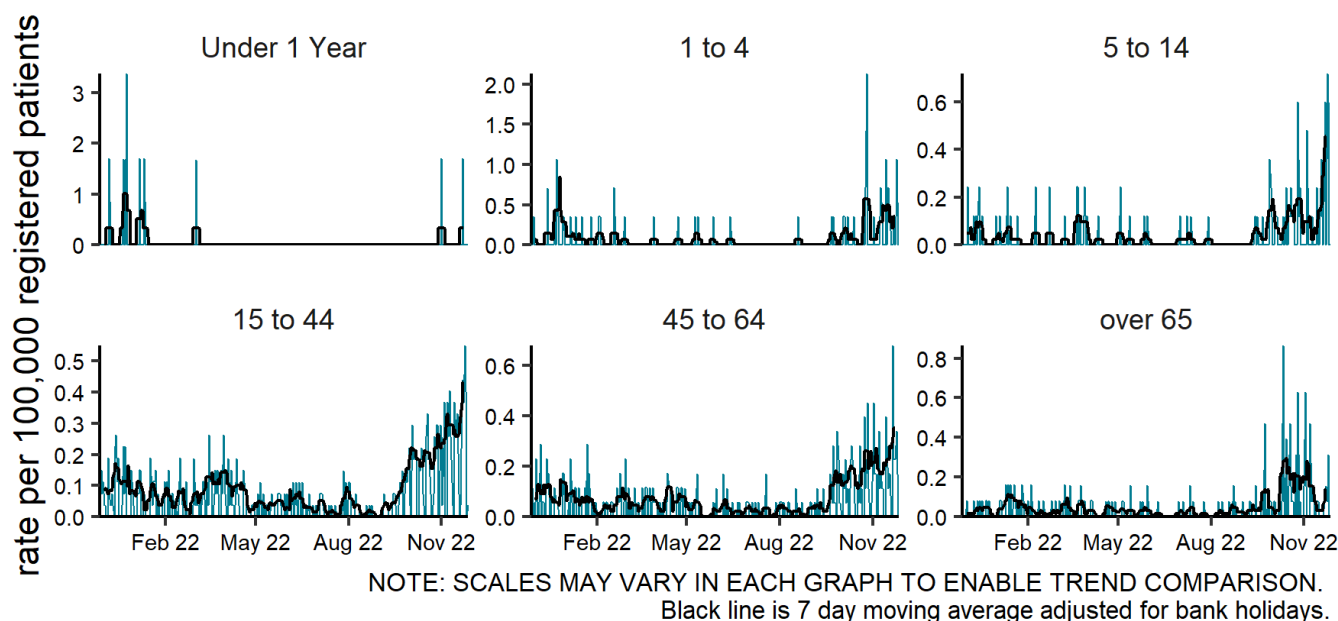 rate per 100,000 registered patients
Under 1 Year
3
2
1
0
1 to 4
2.0
1.5
1.0
0.5
0.0
5 to 14
0.6
0.4
0.2
0.0
15 to 44
0.5
0.4
0.3
0.2
0.1
0.0
Feb 22 May 22 Aug 22 Nov 22
45 to 64
0.6
0.4
0.2
0.0
Feb 22 May 22 Aug 22 Nov 22
over 65
0.8
0.6
0.4
0.2
0.0
Feb 22 May 22 Aug 22 Nov 22
NOTE: SCALES MAY VARY IN EACH GRAPH TO ENABLE TREND COMPARISON.
Black line is 7 day moving average adjusted for bank holidays.